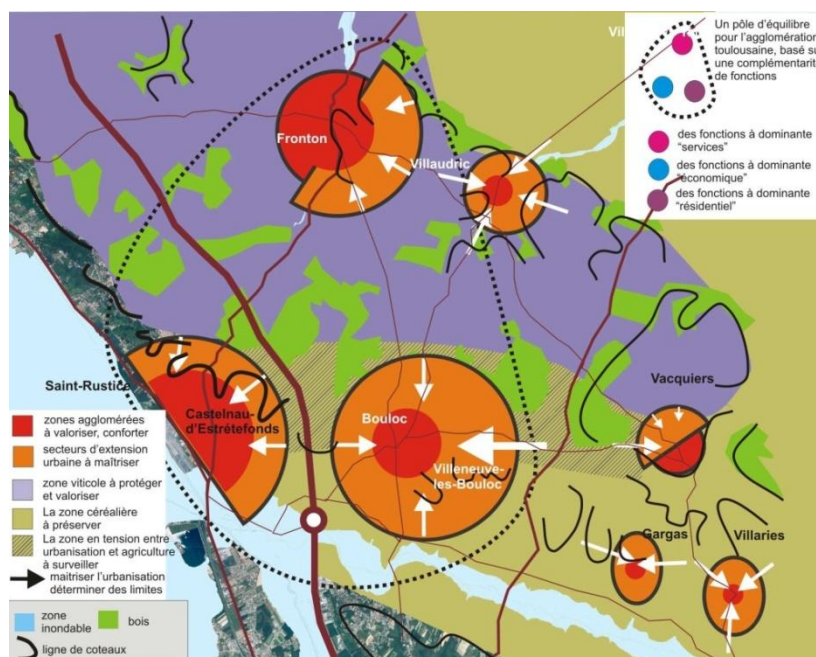 Un pôle d'équilibre
pour l'agglomération
toulousaine, basé su
une complémentarit
de fonctions
des fonctions à dominante
"services"
des fonctions à dominante
"économique"
des fonctions à dominante
"résidentiel"
Fronton
Villaudric
Vacquiers
Saint-Rustice
Castelnau-
d'Estrétefonds
Bouloc
Villeneuve-
les-Bouloc
Gargas
Villaries
zones agglomérées
à valoriser, conforter
secteurs d'extension
urbaine à maîtriser
zone viticole à protéger
et valoriser
La zone céréalière
à préserver
La zone en tension entre
urbanisation et agriculture
à surveiller
maitriser l'urbanisation
déterminer des limites
zone
inondable
bois
ligne de coteaux